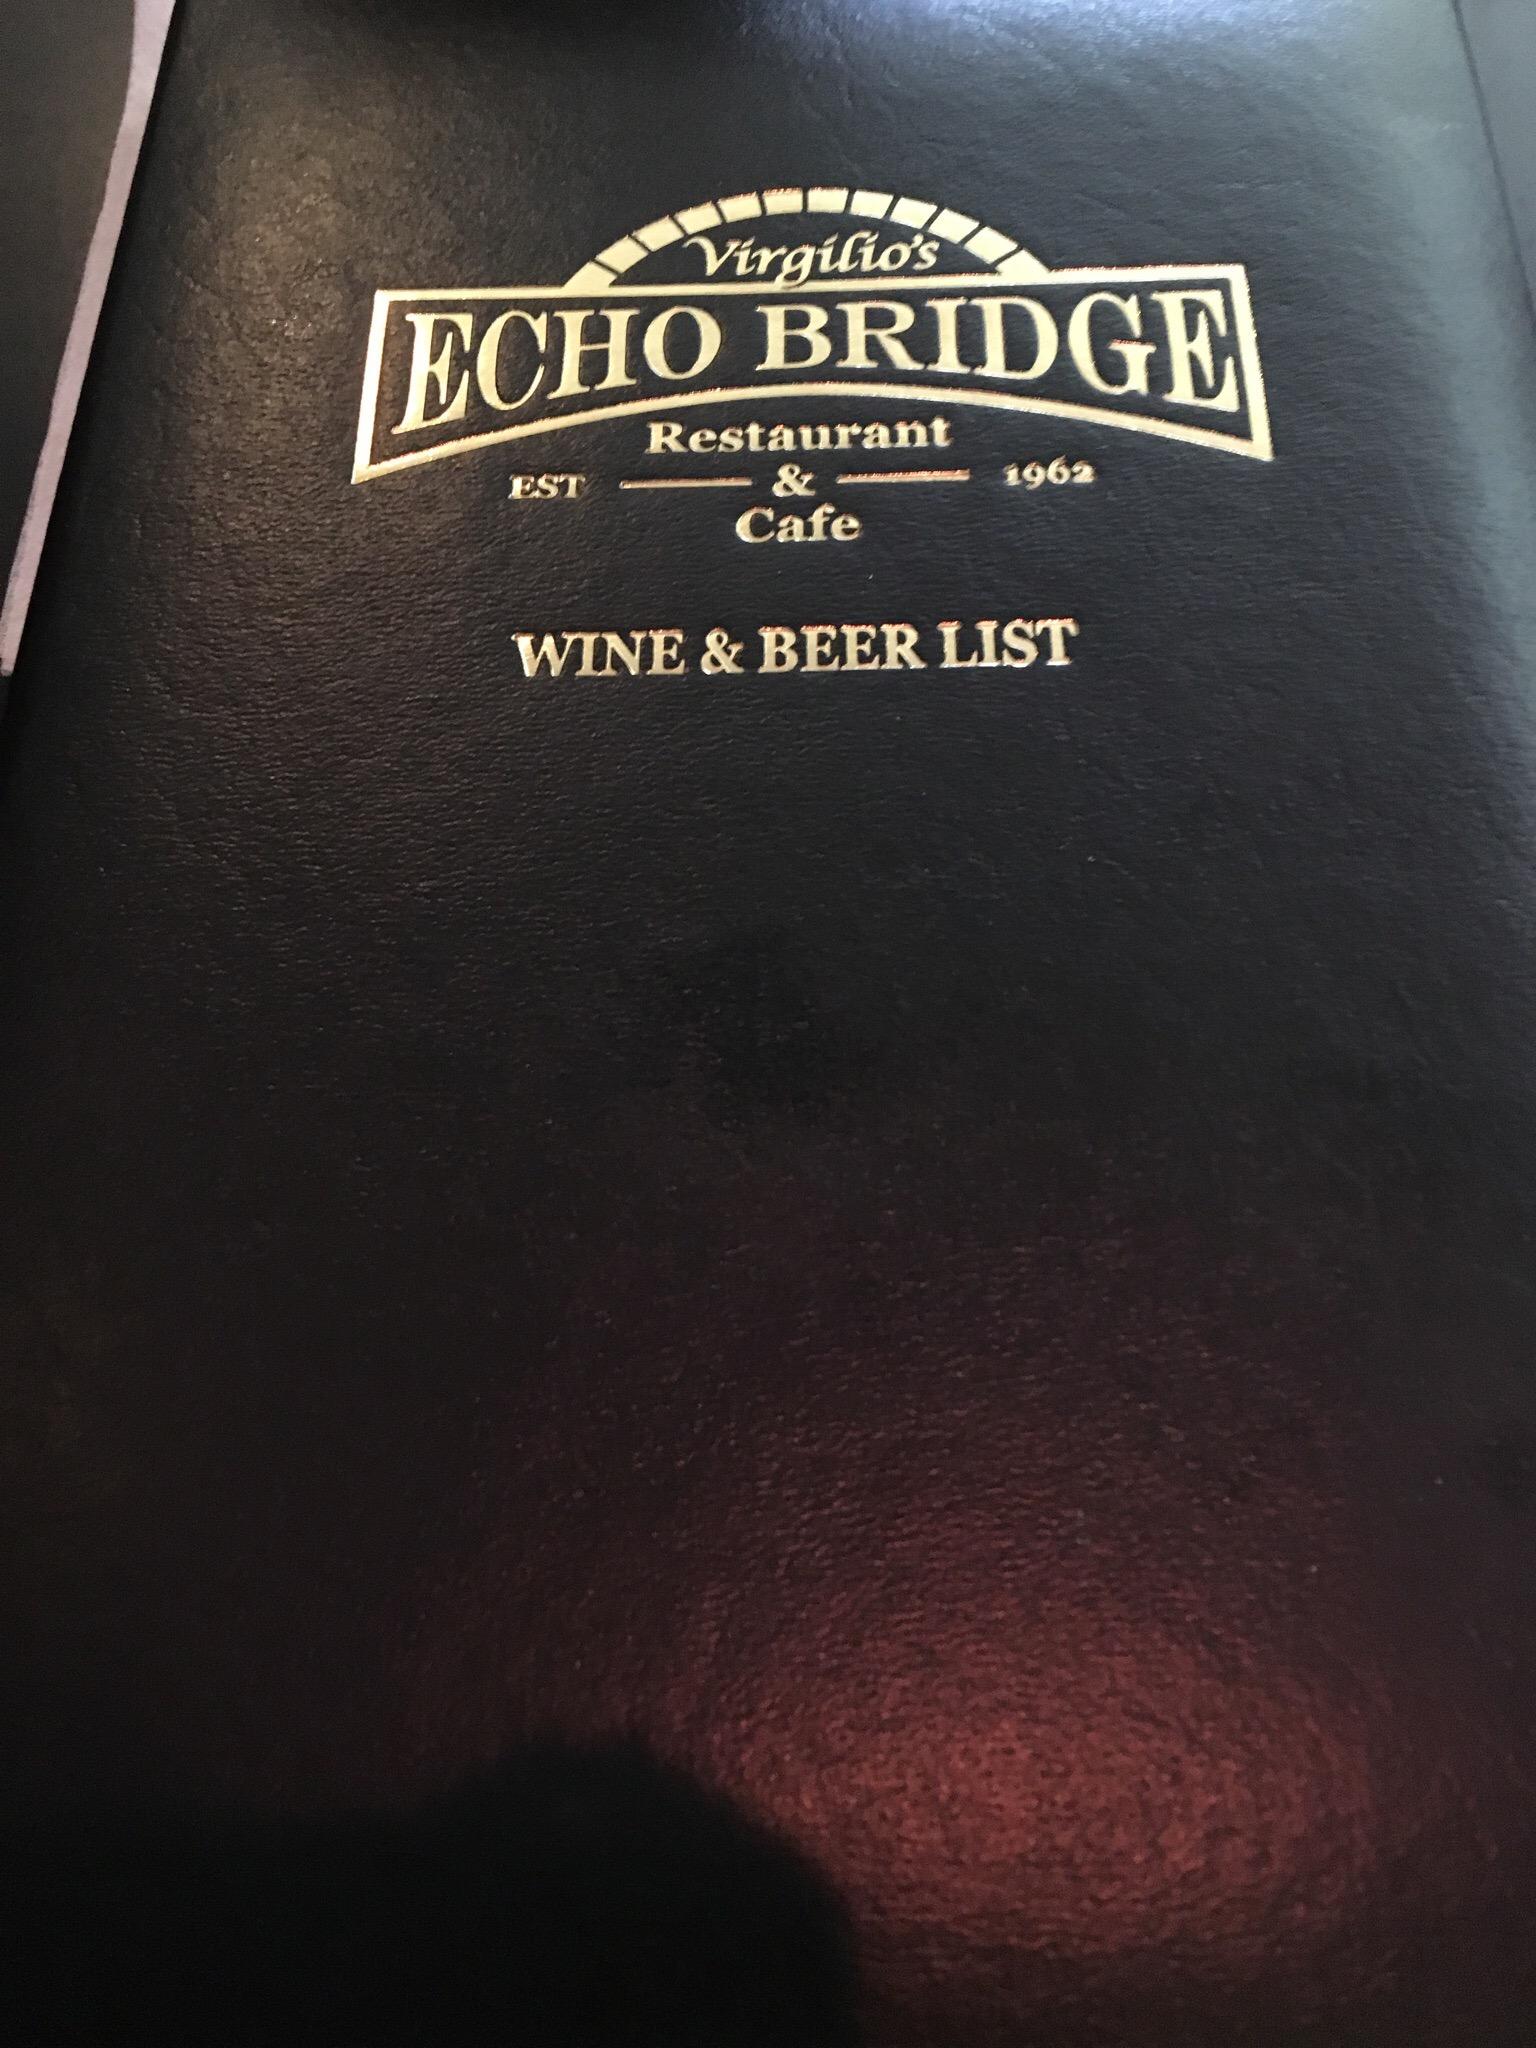 Virgilio's
ECHO BRIDGE
Restaurant
EST & 1962
Cafe
WINE & BEER LIST